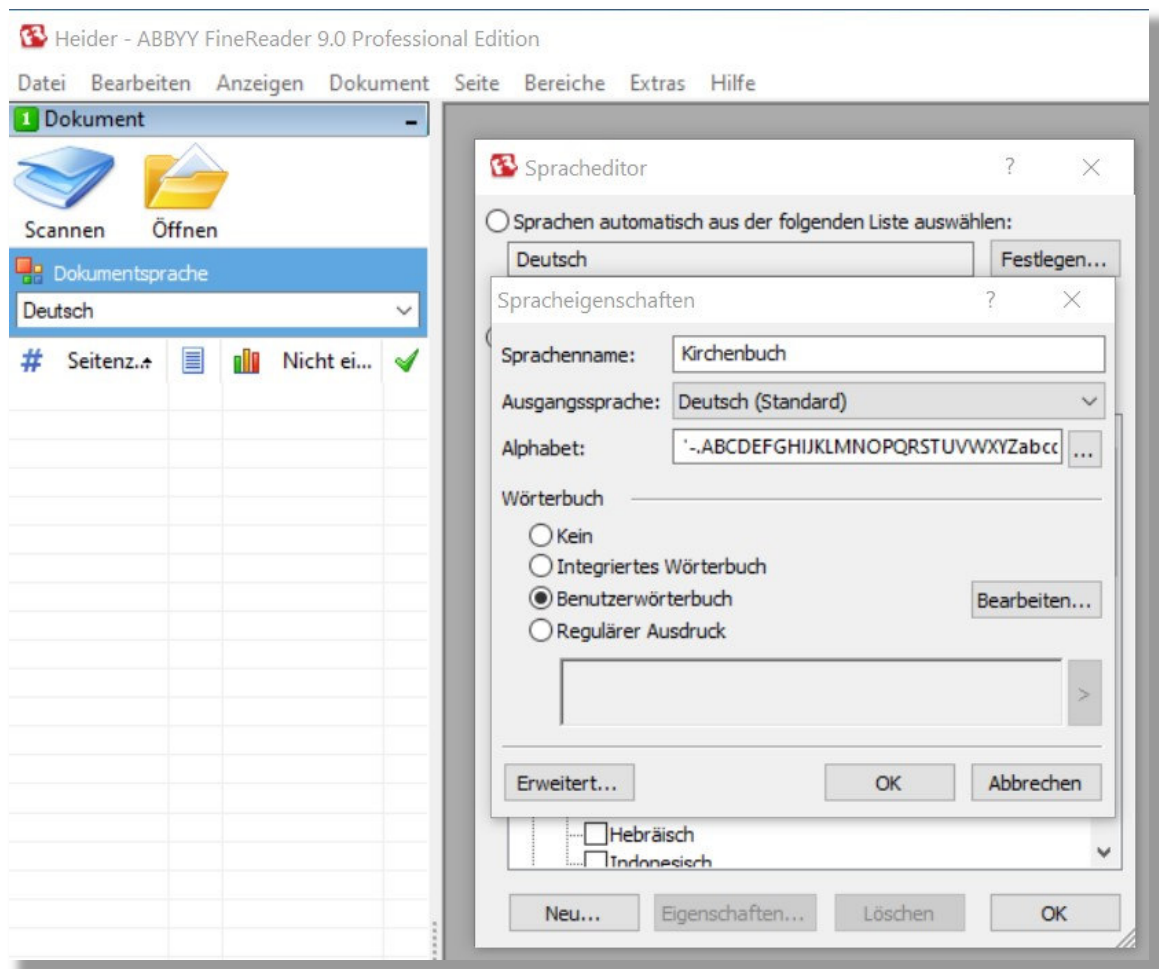 Heider - ABBYY FineReader 9.0 Professional Edition
Datei Bearbeiten Anzeigen Dokument Seite Bereiche Extras Hilfe
1 Dokument
Scannen Öffnen
Dokumentsprache
Deutsch
# Seitenz.. Nicht ei...
Spracheditor ?
Sprachen automatisch aus der folgenden Liste auswählen:
Deutsch Festlegen...
Spracheigenschaften ?
Sprachenname: Kirchenbuch
Ausgangssprache: Deutsch (Standard)
Alphabet: '-.ABCDEFGHIJKLMNOPQRSTUVWXYZabcc ...
Wörterbuch
Kein
Integriertes Wörterbuch
Benutzerwörterbuch Bearbeiten...
Regulärer Ausdruck
>
Erweitert... OK Abbrechen
Hebräisch
Indonesisch
Neu... Eigenschaften... Löschen OK